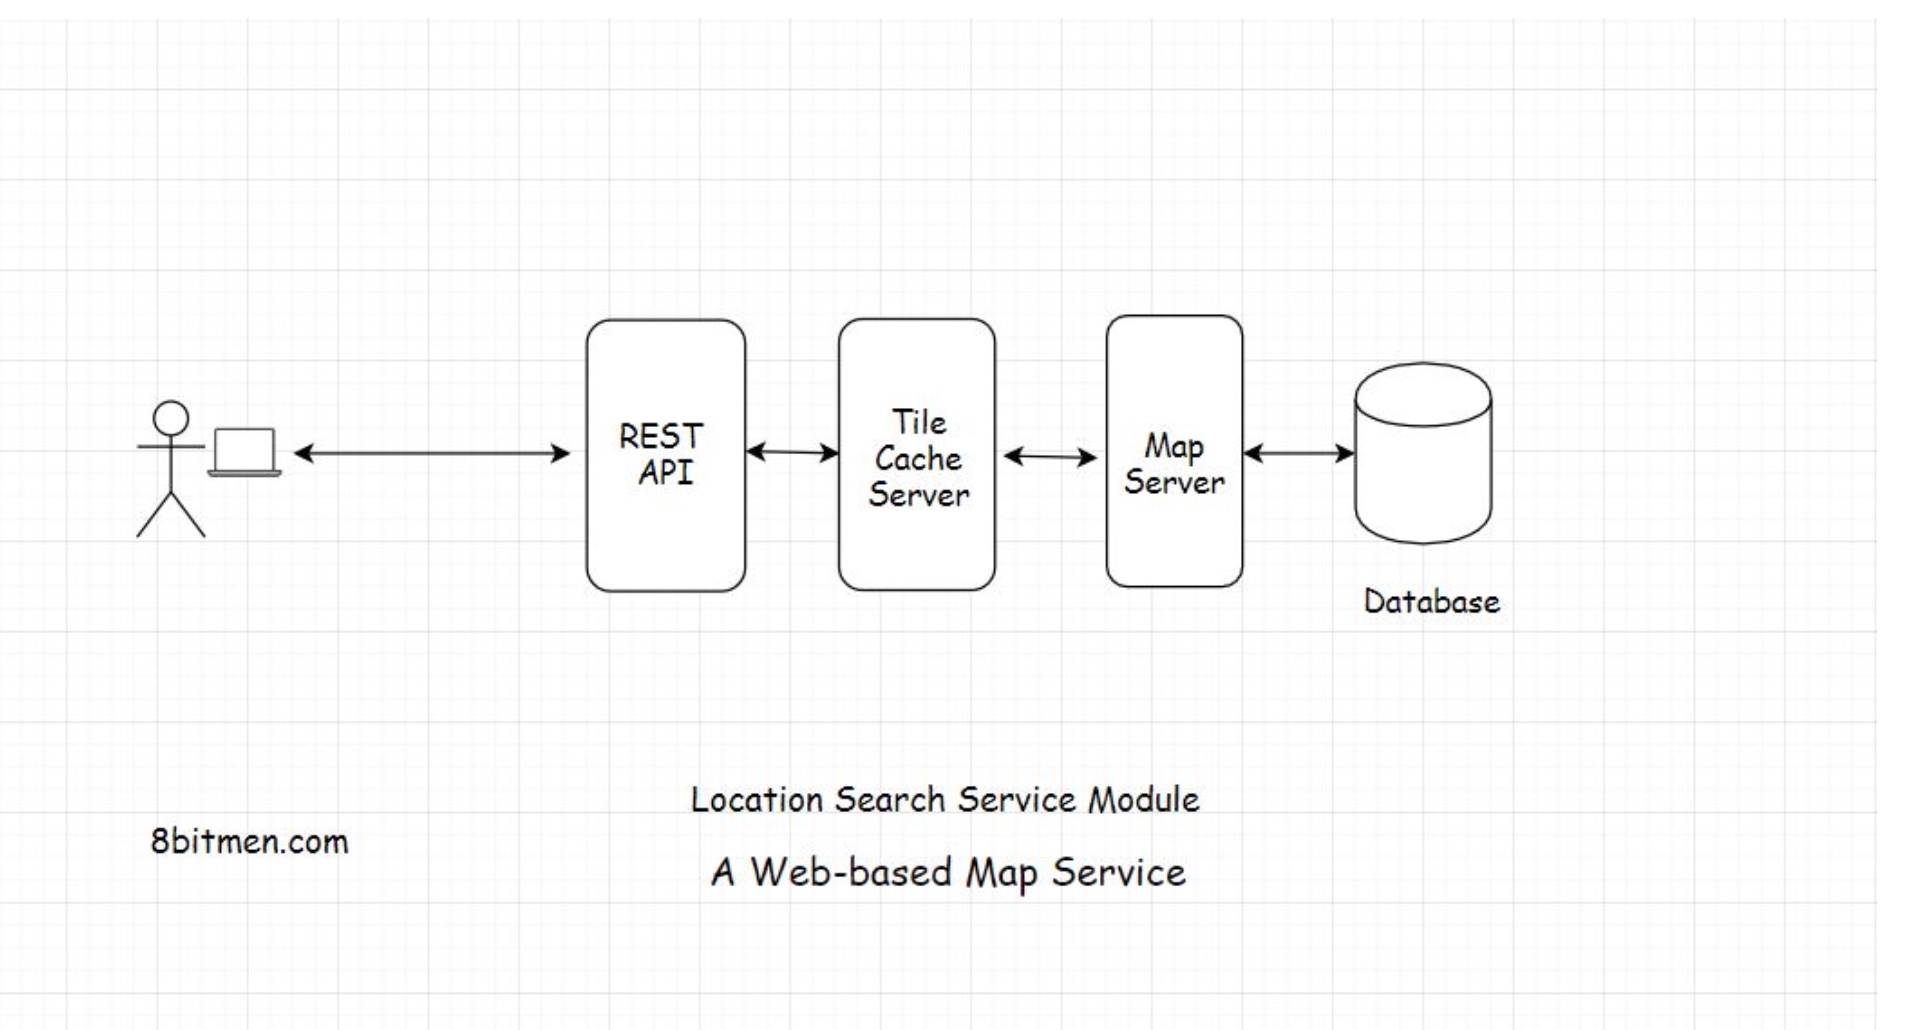 REST
API
Tile
Cache
Server
Map
Server
Database
Location Search Service Module
8bitmen.com
A Web-based Map Service